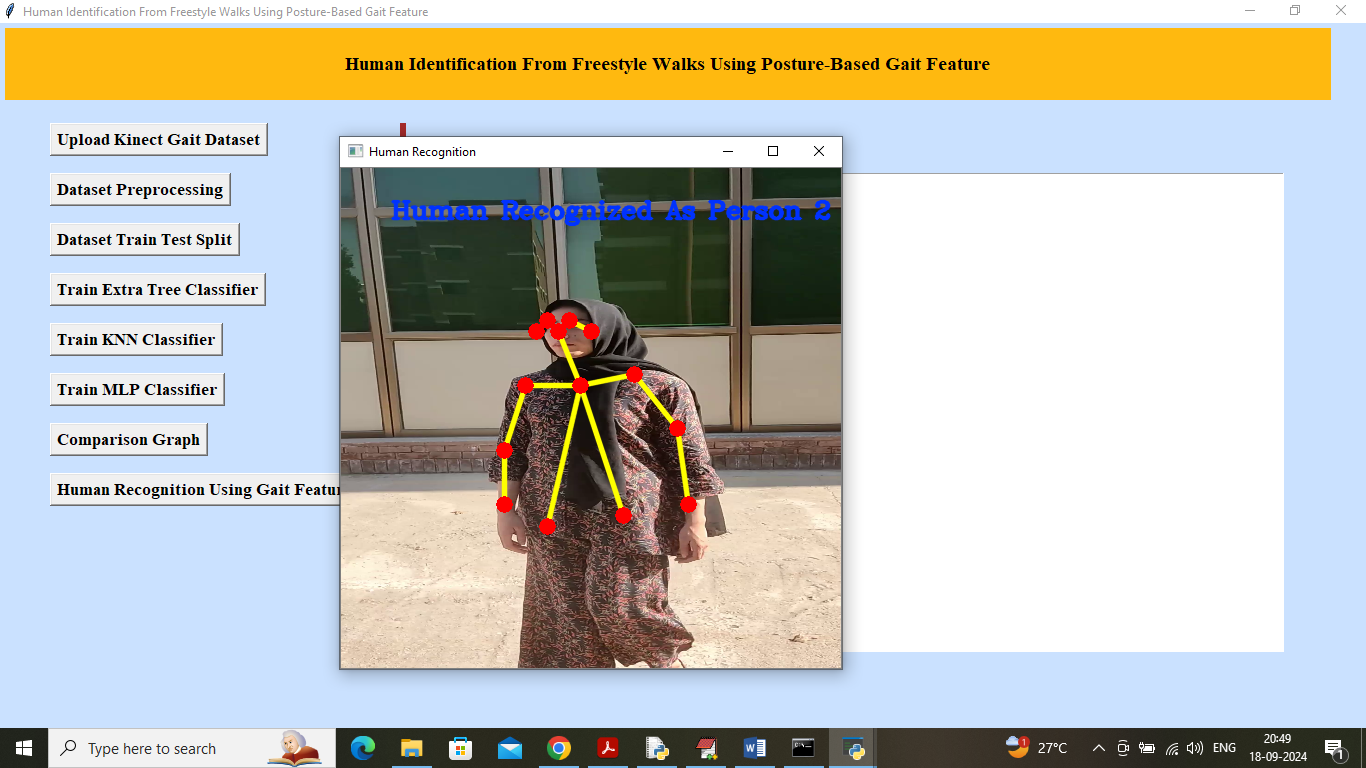 Human Identification From Freestyle Walks Using Posture-Based Gait Feature
Human Identification From Freestyle Walks Using Posture-Based Gait Feature
Upload Kinect Gait Dataset
Dataset Preprocessing
Dataset Train Test Split
Train Extra Tree Classifier
Train KNN Classifier
Train MLP Classifier
Comparison Graph
Human Recognition Using Gait Featur
Human Recognition
Human Recognized As Person 2
Type here to search
27°C
ENG
20:49
18-09-2024